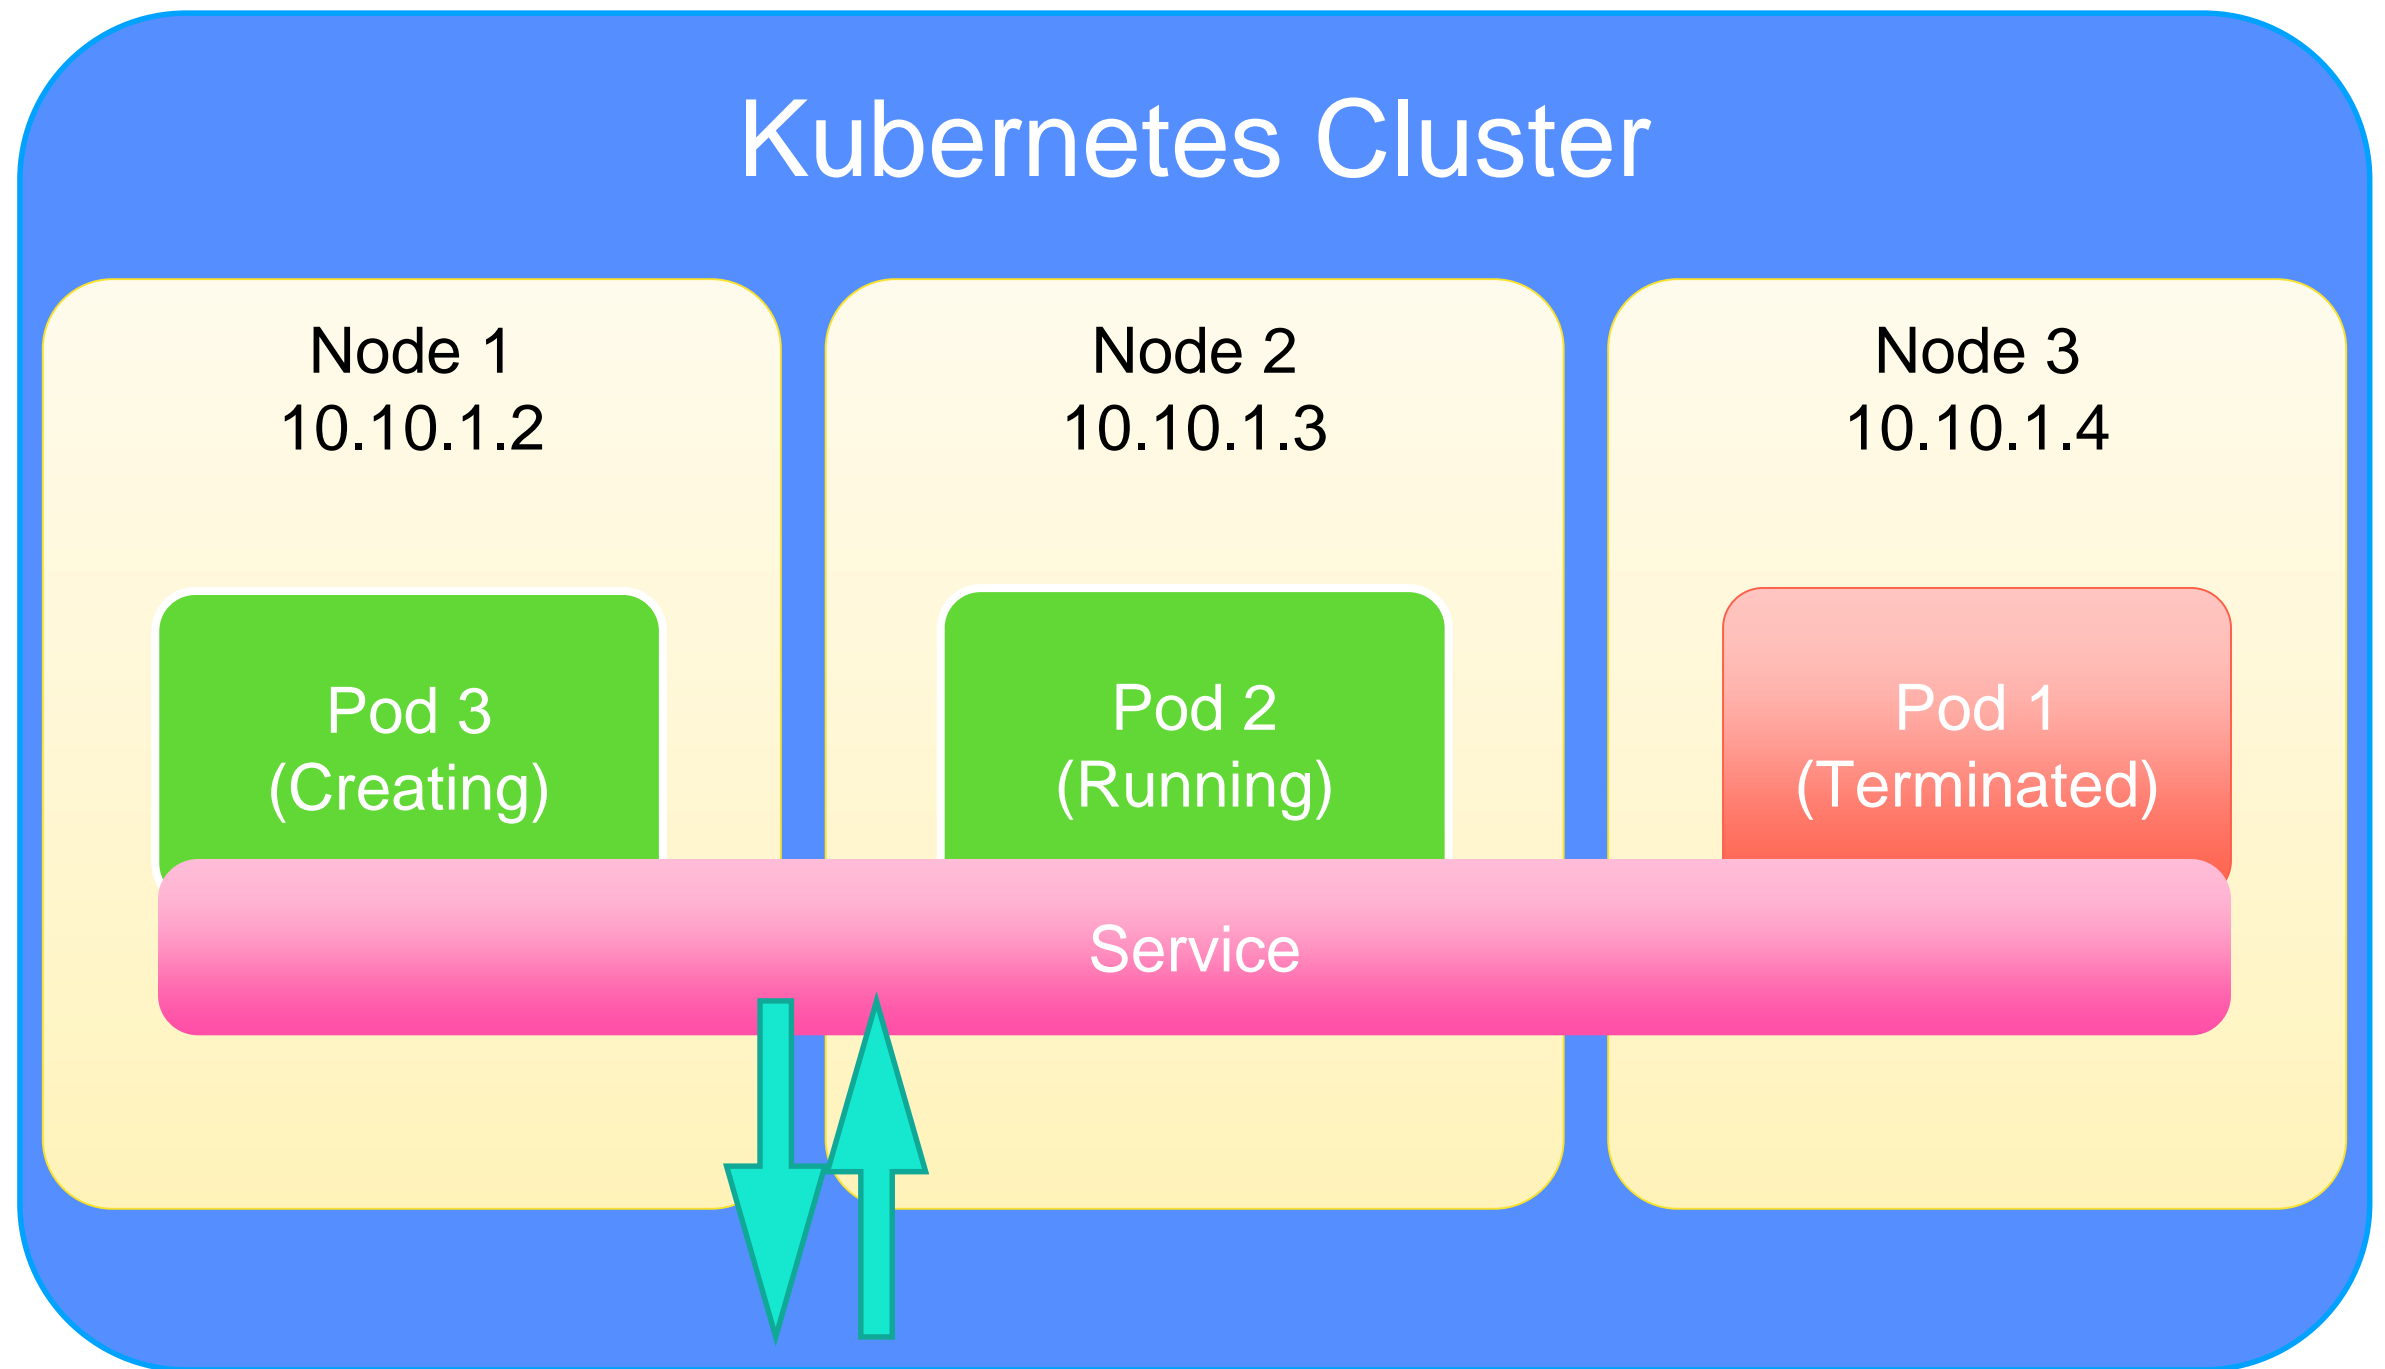 Kubernetes Cluster
Node 1
10.10.1.2
Node 2
10.10.1.3
Node 3
10.10.1.4
Pod 3
(Creating)
Pod 2
(Running)
Pod 1
(Terminated)
Service